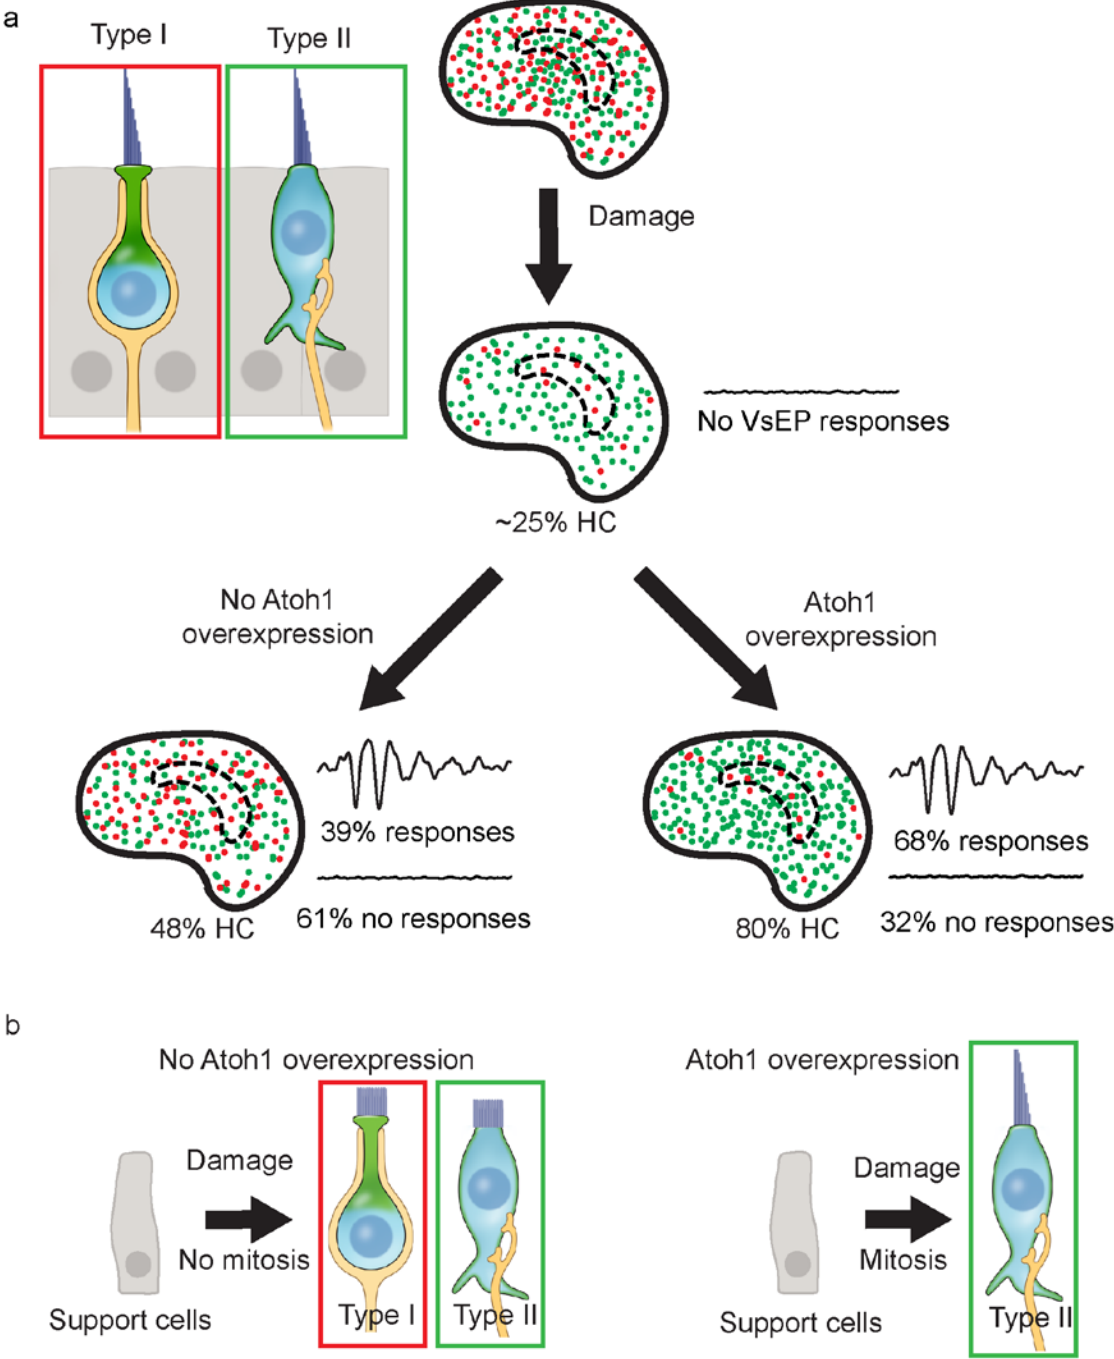 a
Type I
Type II
Damage
No VsEP responses
~25% HC
No Atoh1
overexpression
Atoh1
overexpression
39% responses
61% no responses
48% HC
68% responses
32% no responses
80% HC
b
No Atoh1 overexpression
Damage
No mitosis
Support cells
Type I
Type II
Atoh1 overexpression
Damage
Mitosis
Support cells
Type II